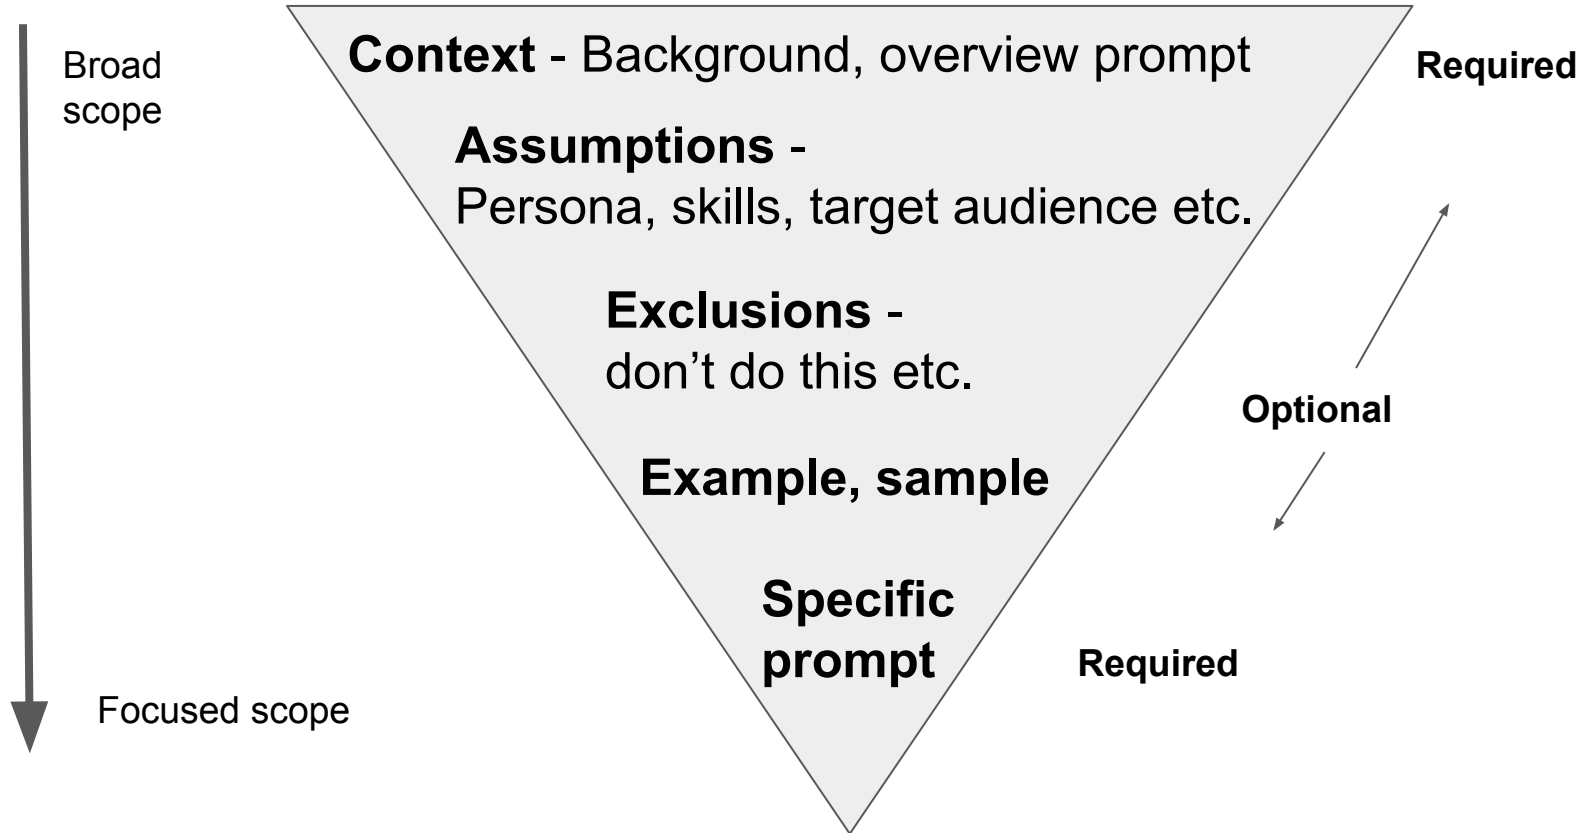 Broad
scope
Context - Background, overview prompt
Required
Assumptions -
Persona, skills, target audience etc.
Exclusions -
don’t do this etc.
Optional
Example, sample
Specific
prompt
Required
Focused scope